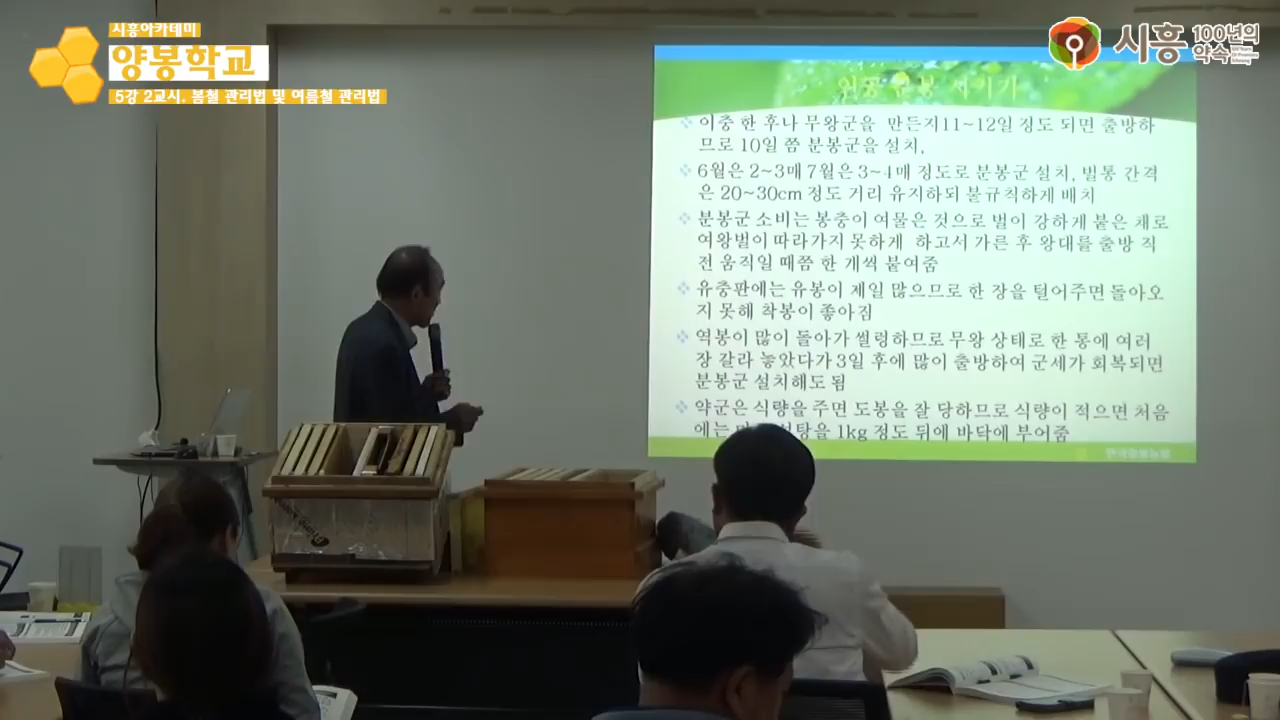 시흥아카데미
양봉학교
5강 2교시. 봄철 관리법 및 여름철 관리법
시흥 100년의
약속
이중 한 후나 무왕군을 만든지11~12일 정도 되면 출방하
므로 10일 쯤 분봉군을 설치.
6월은 2~3매 7월은 3~4매 정도로 분봉군 설치, 벌통 간격
은 20~30cm 정도 거리 유지하되 불규칙하게 배치
분봉군 소비는 봉충이 여물은 것으로 벌이 강하게 붙은 채로
여왕벌이 따라가지 못하게 하고서 가른 후 왕대를 출방 직
전 움직일 때쯤 한 개씩 붙여줌
유충판에는 유봉이 제일 많으므로 한 장을 털어주면 돌아오
지 못해 착봉이 좋아짐
역봉이 많이 돌아가 썰렁하므로 무왕 상태로 한 통에 여러
장 갈라 놓았다가 3일 후에 많이 출방하여 군세가 회복되면
분봉군 설치해도 됨
약군은 식량을 주면 도봉을 잘 당하므로 식량이 적으면 처음
에는 1kg 정도 뒤에 바닥에 부어줌